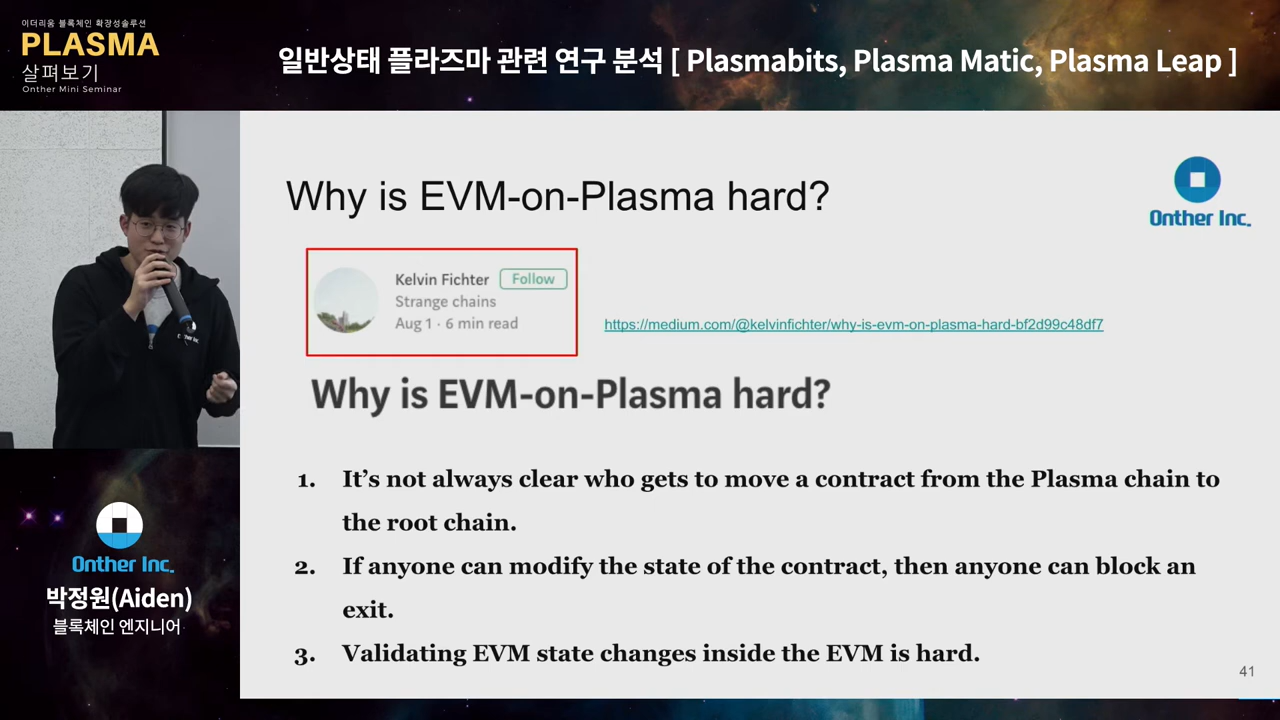 이더리움 블록체인 확장성솔루션
PLASMA
살펴보기
Onther Mini Seminar
일반상태 플라즈마 관련 연구 분석 [ Plasmabits, Plasma Matic, Plasma Leap ]
Why is EVM-on-Plasma hard?
Onther Inc.
Kelvin Fichter Follow
Strange chains
Aug 1 · 6 min read
https://medium.com/@kelvinfichter/why-is-evm-on-plasma-hard-bf2d99c48df7
Why is EVM-on-Plasma hard?
1. It’s not always clear who gets to move a contract from the Plasma chain to
the root chain.
2. If anyone can modify the state of the contract, then anyone can block an
exit.
3. Validating EVM state changes inside the EVM is hard.
41
Onther Inc.
박정원(Aiden)
블록체인 엔지니어